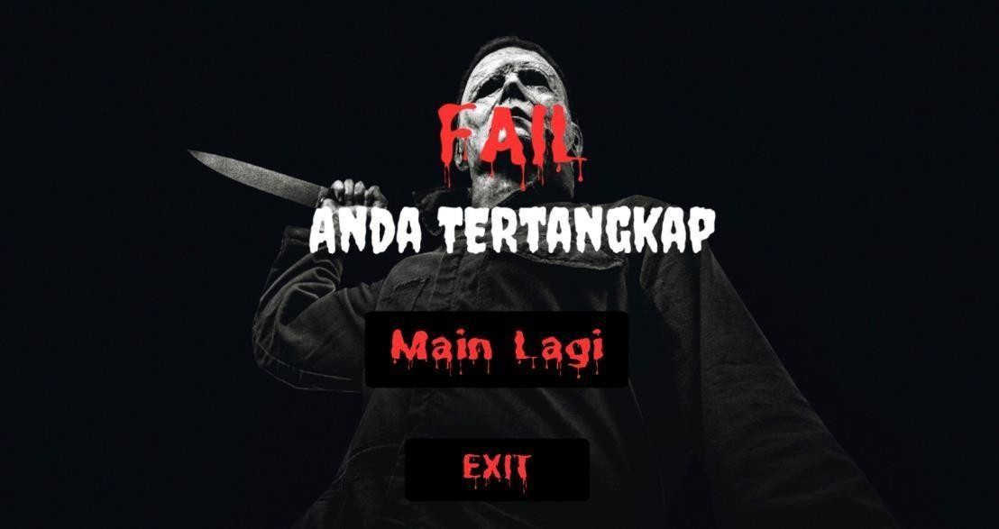 FAIL
ANDA TERTANGKAP
Main Lagi
EXIT